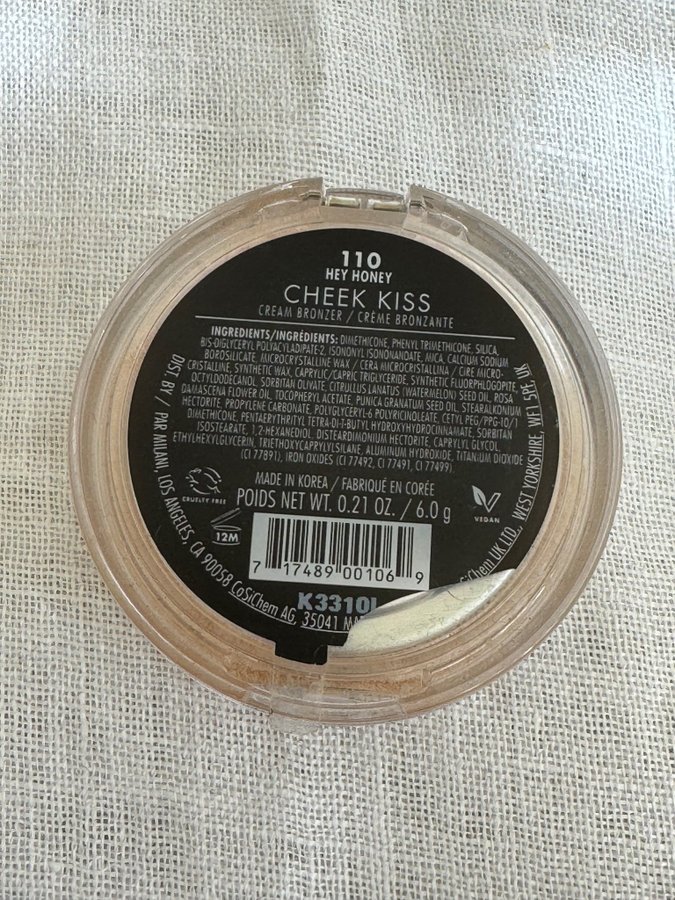 110
HEY HONEY
CHEEK KISS
CREAM BRONZER / CRÈME BRONZANTE
INGREDIENTS/INGRÉDIENTS: DIMETHICONE, PHENYL TRIMETHICONE, SILICA,
BIS-DIGLYCERYL POLYACYLADIPATE-2, ISONONYL ISONONANOATE, MICA, CALCIUM SODIUM
BOROSILICATE, MICROCRYSTALLINE WAX / CERA MICROCRISTALLINA / CIRE MICRO-
CRISTALLINE, SYNTHETIC WAX, CAPRYLIC/CAPRIC TRIGLYCERIDE, SYNTHETIC FLUORPHLOGOPITE,
OCTYLDODECANOL, SORBITAN OLIVATE, CITRULLUS LANATUS (WATERMELON) SEED OIL, ROSA
DAMASCENA FLOWER OIL, TOCOPHERYL ACETATE, PUNICA GRANATUM SEED OIL, STEARALKONIUM
HECTORITE, PROPYLENE CARBONATE, POLYGLYCERYL-6 POLYRICINOLEATE, CETYL PEG/PPG-10/1
DIMETHICONE, PENTAERYTHRITYL TETRA-DI-T-BUTYL HYDROXYHYDROCINNAMATE, SORBITAN
ISOSTEARATE, 1,2-HEXANEDIOL, DISTEARDIMONIUM HECTORITE, CAPRYLYL GLYCOL,
ETHYLHEXYLGLYCERIN, TRIETHOXYCAPRYLYLSILANE, ALUMINUM HYDROXIDE, TITANIUM DIOXIDE
(CI 77891), IRON OXIDES (CI 77492, CI 77491, CI 77499).
MADE IN KOREA / FABRIQUÉ EN CORÉE
POIDS NET WT. 0.21 OZ. / 6.0 g
CRUELTY FREE
VEGAN
12M
7 17489 00106 9
K3310
DIST. BY / PAR MILANI, LOS ANGELES, CA 90058 CoSiChem AG, 35041
SiChem UK LTD, WEST YORKSHIRE, WF1 5PE, UK